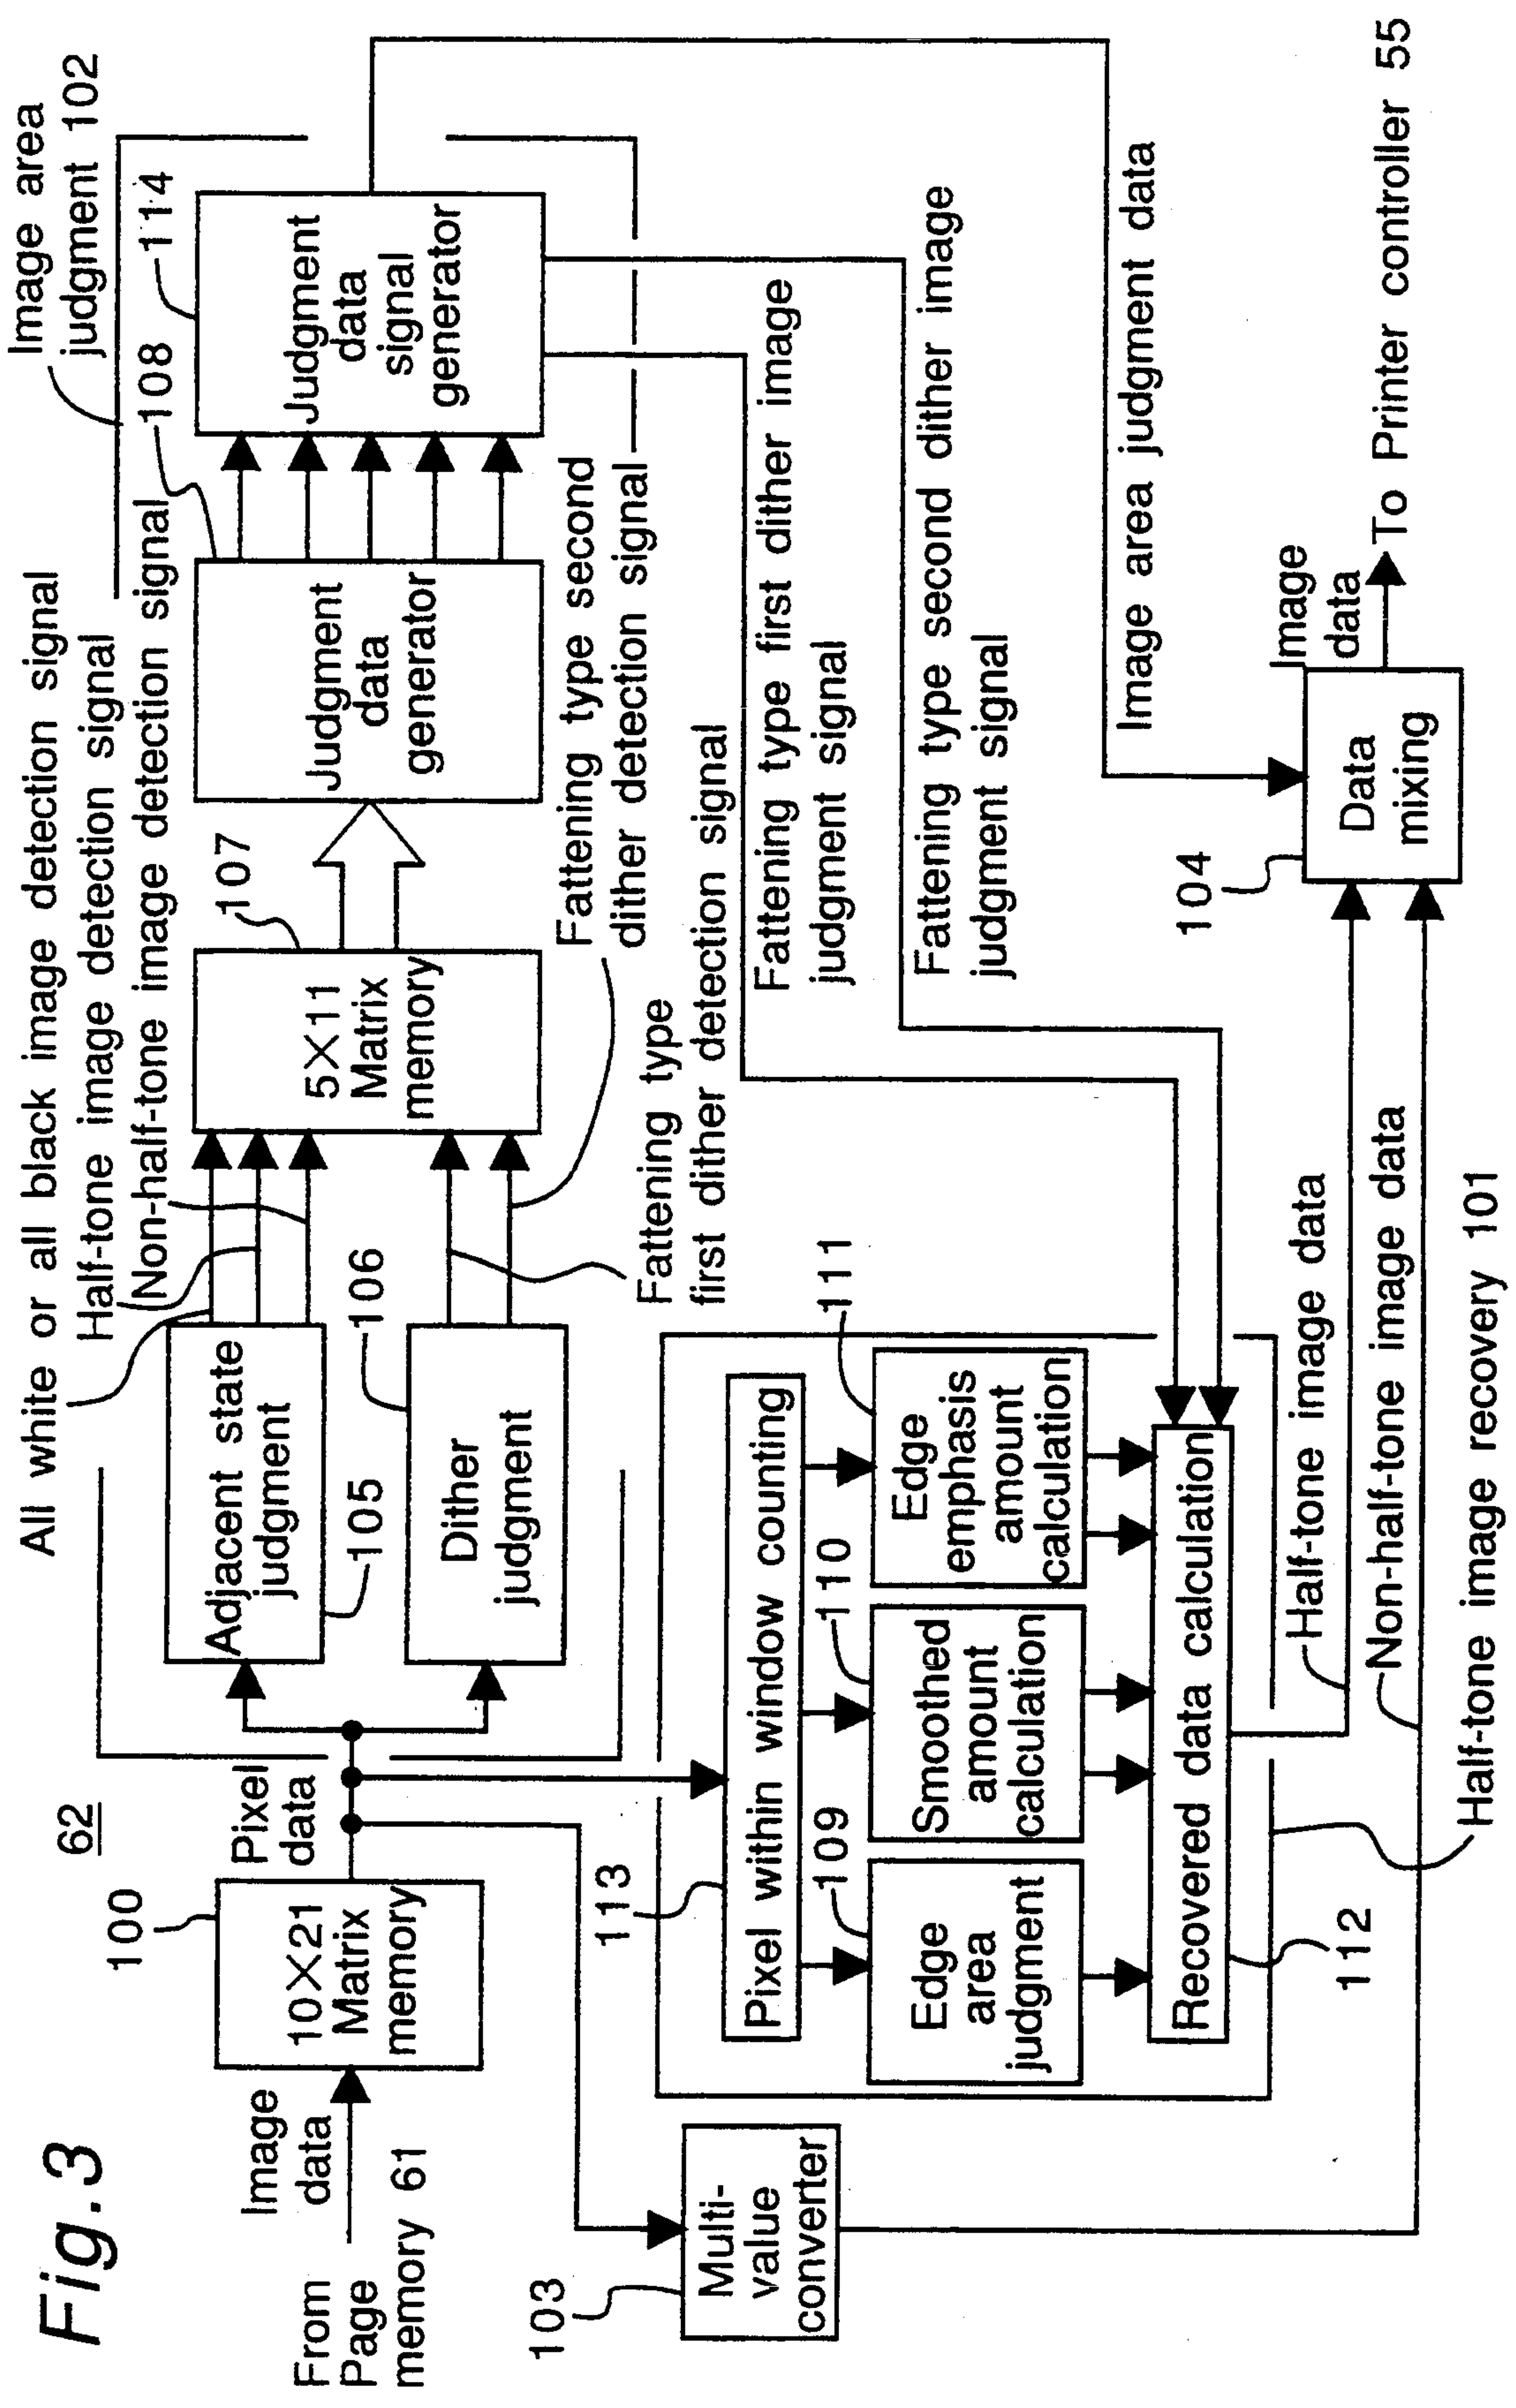 Fig.3
62
From
Page
memory 61
Image
data
100
10×21
Matrix
memory
Pixel
data
All white or all black image detection signal
Half-tone image detection signal
Non-half-tone image detection signal
Adjacent state
judgment
105
106
Dither
judgment
Fattening type
first dither detection signal
Fattening type second
dither detection signal
107
5×11
Matrix
memory
108
Judgment
data
generator
114
Judgment
data
signal
generator
Image area
judgment 102
103
Multi-
value
converter
113
Pixel within window counting
109
Edge
area
judgment
110
Smoothed
amount
calculation
111
Edge
emphasis
amount
calculation
Recovered data calculation
112
Fattening type first dither image
judgment signal
Fattening type second dither image
judgment signal
Image area judgment data
Half-tone image data
Non-half-tone image data
Half-tone image recovery 101
104
Data
mixing
Image
data
To Printer controller 55